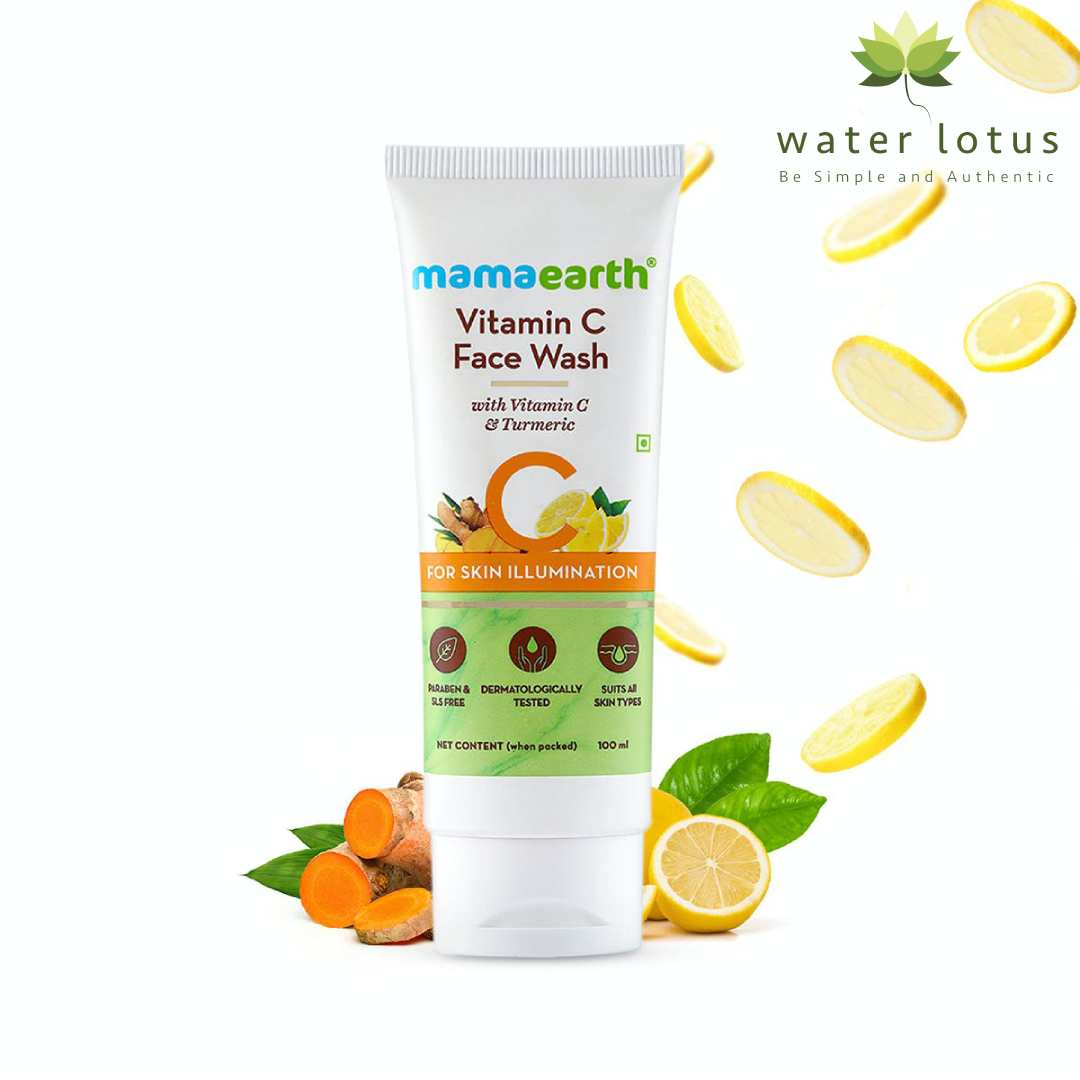 water lotus
Be Simple and Authentic
mamaearth®
Vitamin C
Face Wash
with Vitamin C
& Turmeric
C
FOR SKIN ILLUMINATION
PARABEN &
SLS FREE
DERMATOLOGICALLY
TESTED
SUITS All
SKIN TYPES
NET CONTENT (when packed) 100 ml